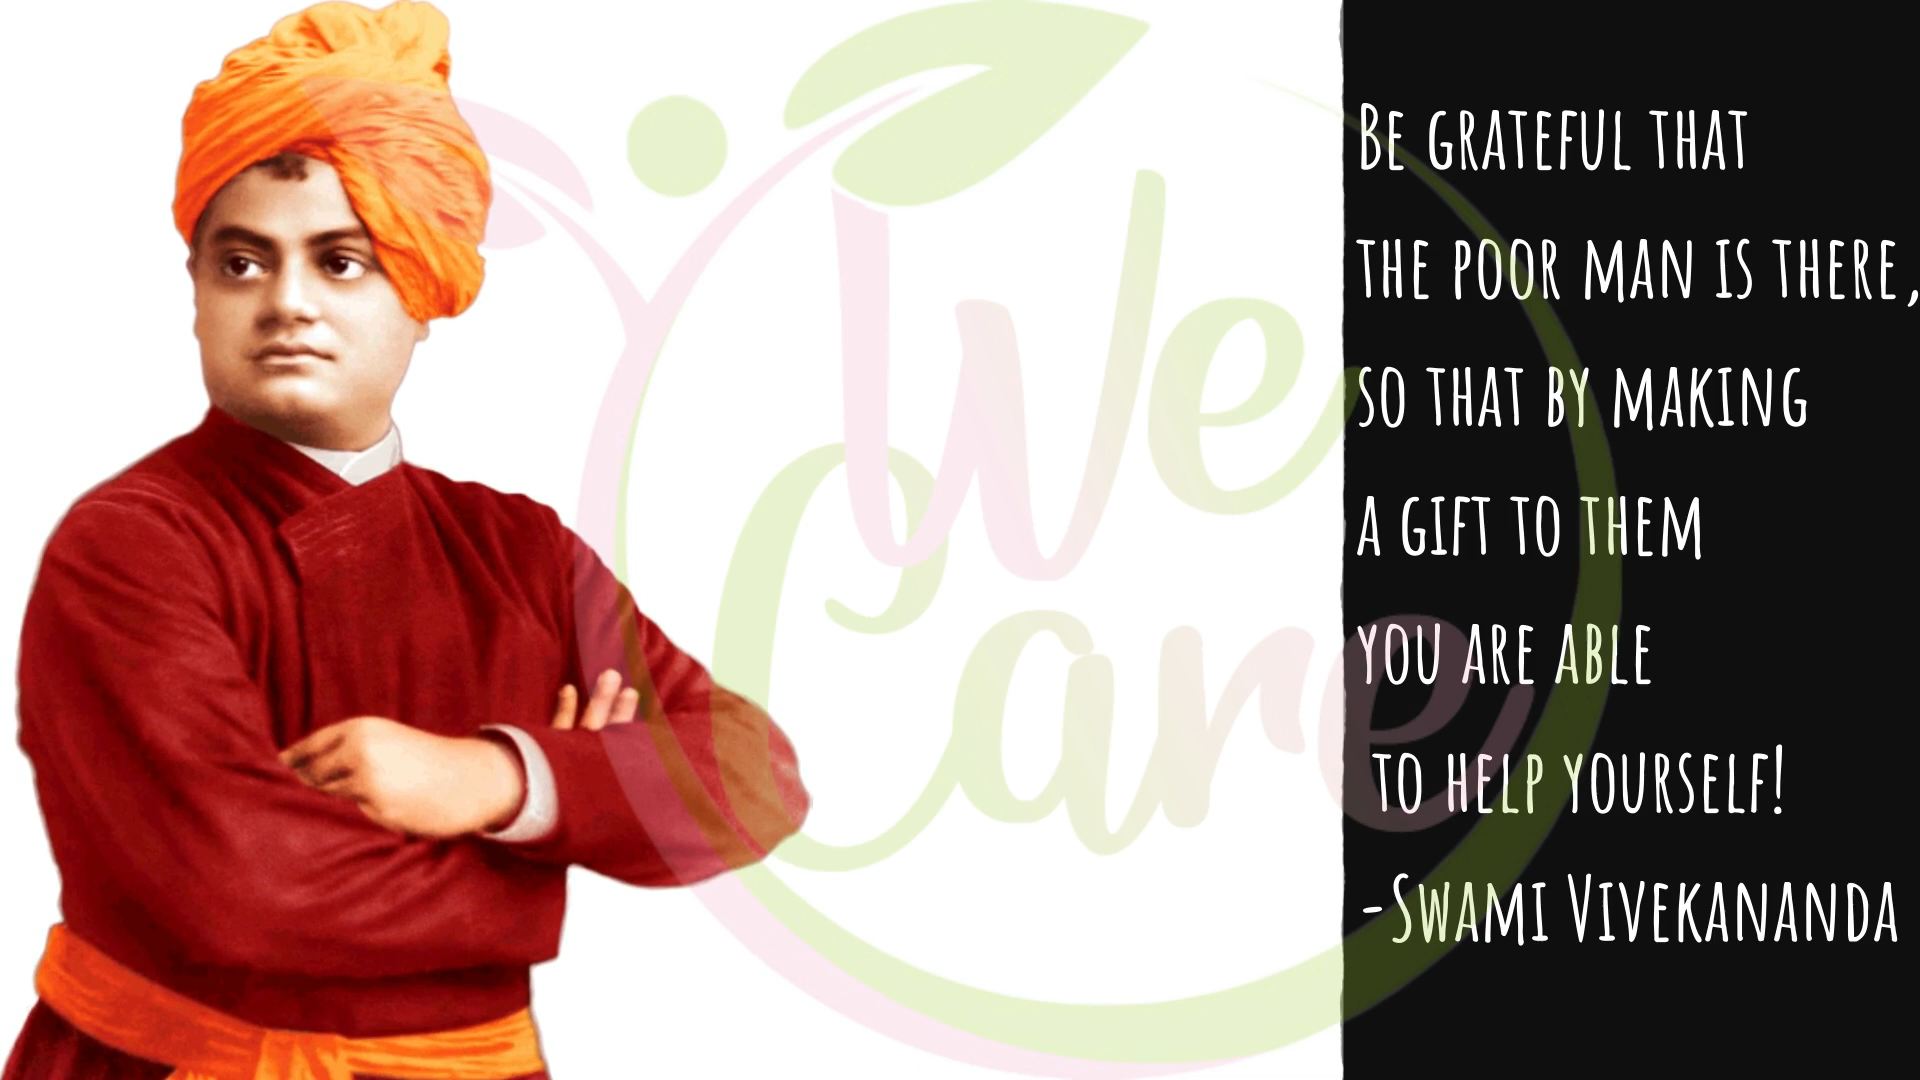 We
Care
Be grateful that
the poor man is there,
so that by making
a gift to them
you are able
to help yourself!
-Swami Vivekananda